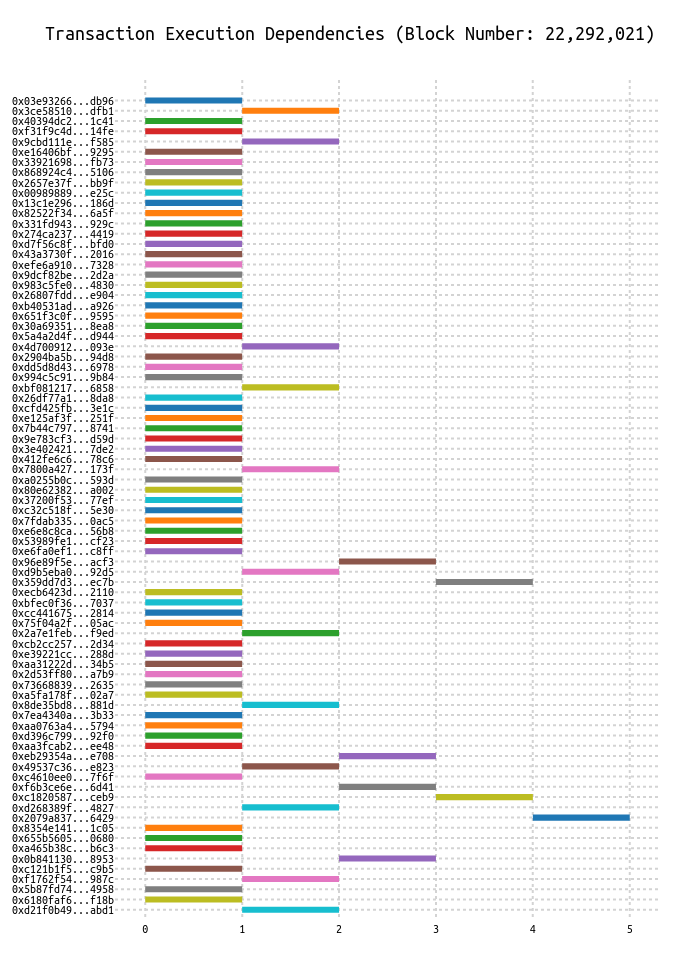 Transaction Execution Dependencies (Block Number: 22,292,021)
0x03e93266...db96
0x3ce58510...dfb1
0x40394dc2...1c41
0xf31f9c4d...14fe
0x9cbd111e...f585
0xe16406bf...9295
0x33921698...fb73
0x868924c4...5106
0x2657e37f...bb9f
0x00989889...e25c
0x13c1e296...186d
0x82522f34...6a5f
0x331fd943...929c
0x274ca237...4419
0xd7f56c8f...bfd0
0x43a3730f...2016
0xefe6a910...7328
0x9dcf82be...2d2a
0x983c5fe0...4830
0x26807fdd...e904
0xb40531ad...a926
0x651f3c0f...9595
0x30a69351...8ea8
0x5a4a2d4f...d944
0x4d700912...093e
0x2904ba5b...94d8
0xdd5d8d43...6978
0x994c5c91...9b84
0xbf081217...6858
0x26df77a1...8da8
0xcfd425fb...3e1c
0xe125af3f...251f
0x7b44c797...8741
0x9e783cf3...d59d
0x3e402421...7de2
0x412fe6c6...78c6
0x7800a427...173f
0xa0255b0c...593d
0x80e62382...a002
0x37200f53...77ef
0xc32c518f...5e30
0x7fdab335...0ac5
0xe6e8c8ca...56b8
0x53989fe1...cf23
0xe6fa0ef1...c8ff
0x96e89f5e...acf3
0xd9b5eba0...92d5
0x359dd7d3...ec7b
0xecb6423d...2110
0xbfec0f36...7037
0xcc441675...2814
0x75f04a2f...05ac
0x2a7e1feb...f9ed
0xcb2cc257...2d34
0xe39221cc...288d
0xaa31222d...34b5
0x2d53ff80...a7b9
0x73668839...2635
0xa5fa178f...02a7
0x8de35bd8...881d
0x7ea4340a...3b33
0xaa0763a4...5794
0xd396c799...92f0
0xaa3fcab2...ee48
0xeb29354a...e708
0x49537c36...e823
0xc4610ee0...7f6f
0xf6b3ce6e...6d41
0xc1820587...ceb9
0xd268389f...4827
0x2079a837...6429
0x8354e141...1c05
0x655b5605...0680
0xa465b38c...b6c3
0x0b841130...8953
0xc121b1f5...c9b5
0xf1762f54...987c
0x5b87fd74...4958
0x6180faf6...f18b
0xd21f0b49...abd1
0 1 2 3 4 5